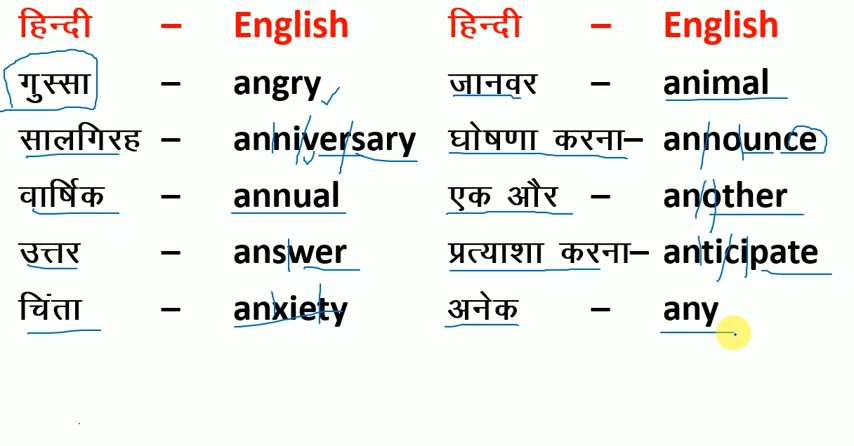 हिन्दी – English हिन्दी – English
गुस्सा – angry जानवर – animal
सालगिरह – anniversary घोषणा करना – announce
वार्षिक – annual एक और – another
उत्तर – answer प्रत्याशा करना – anticipate
चिंता – anxiety अनेक – any